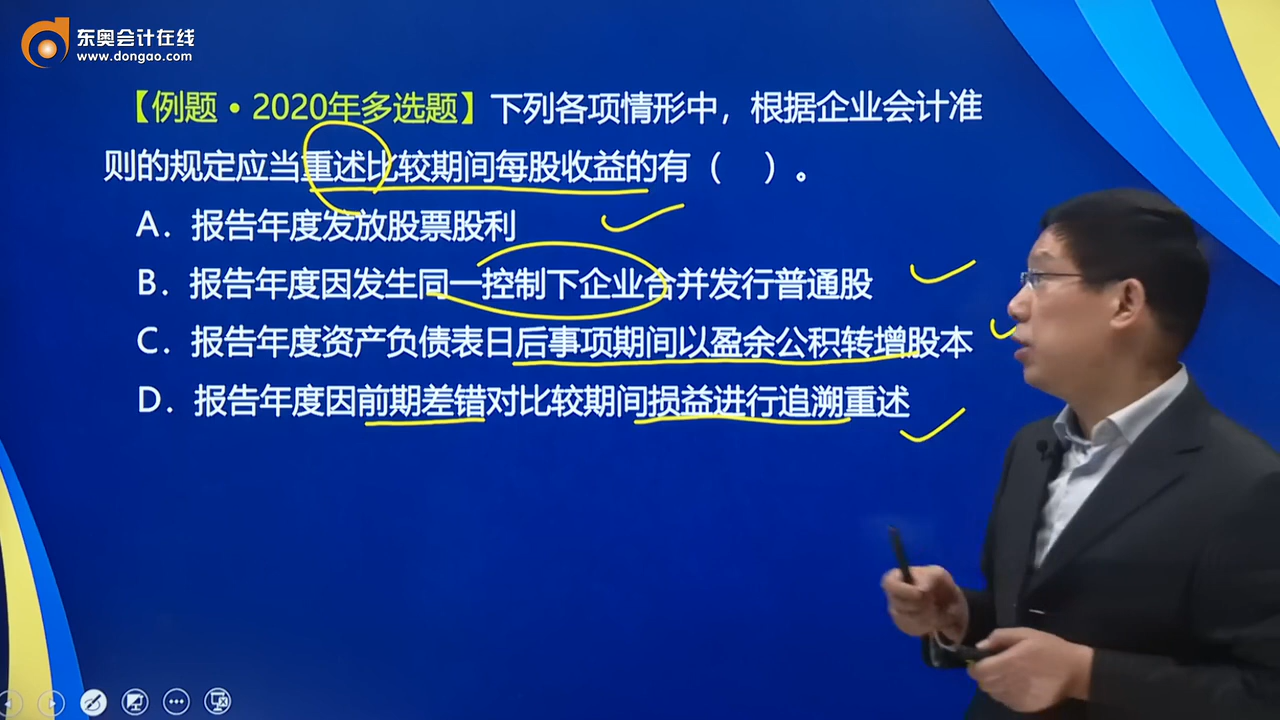 东奥会计在线
www.dongao.com
【例题•2020年多选题】下列各项情形中，根据企业会计准
则的规定应当重述比较期间每股收益的有（　）。
A．报告年度发放股票股利
B．报告年度因发生同一控制下企业合并发行普通股
C．报告年度资产负债表日后事项期间以盈余公积转增股本
D．报告年度因前期差错对比较期间损益进行追溯重述